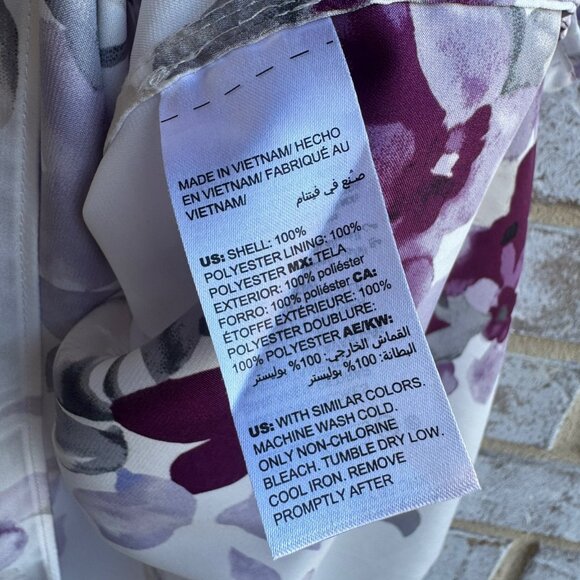 MADE IN VIETNAM/ HECHO
EN VIETNAM/ FABRIQUÉ AU
VIETNAM/ صنع في فيتنام
US: SHELL: 100%
POLYESTER LINING: 100%
POLYESTER MX: TELA
EXTERIOR: 100% poliéster
FORRO: 100% poliéster CA:
ÉTOFFE EXTÉRIEURE: 100%
POLYESTER DOUBLURE:
100% POLYESTER AE/KW:
القماش الخارجي: 100% بوليستر
البطانة: 100% بوليستر
US: WITH SIMILAR COLORS.
MACHINE WASH COLD.
ONLY NON-CHLORINE
BLEACH. TUMBLE DRY LOW.
COOL IRON. REMOVE
PROMPTLY AFTER